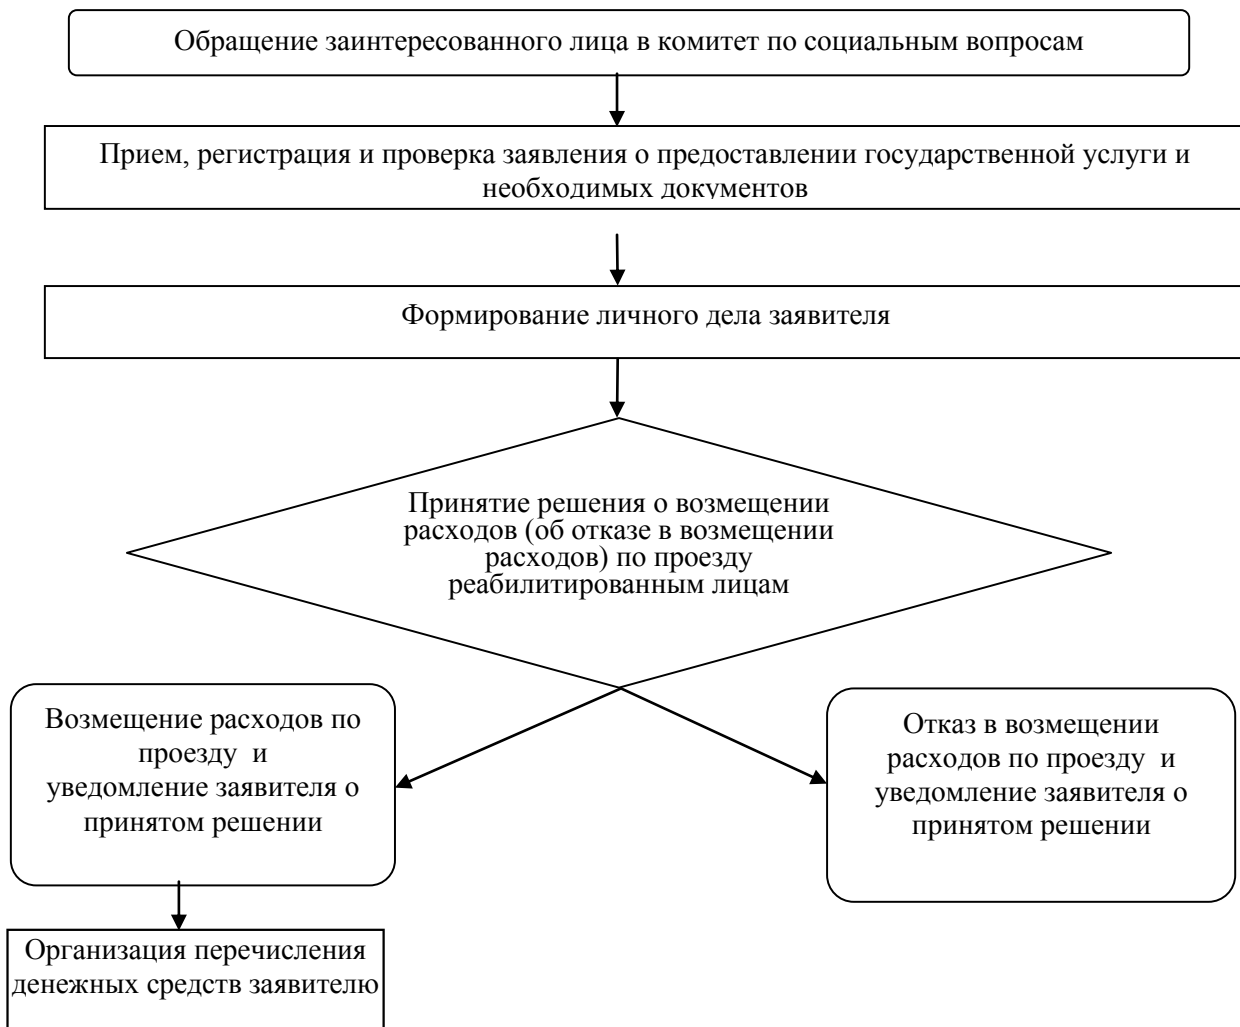 Обращение заинтересованного лица в комитет по социальным вопросам
Прием, регистрация и проверка заявления о предоставлении государственной услуги и
необходимых документов
Формирование личного дела заявителя
Принятие решения о возмещении
расходов (об отказе в возмещении
расходов) по проезду
реабилитированным лицам
Возмещение расходов по
проезду и
уведомление заявителя о
принятом решении
Отказ в возмещении
расходов по проезду и
уведомление заявителя о
принятом решении
Организация перечисления
денежных средств заявителю